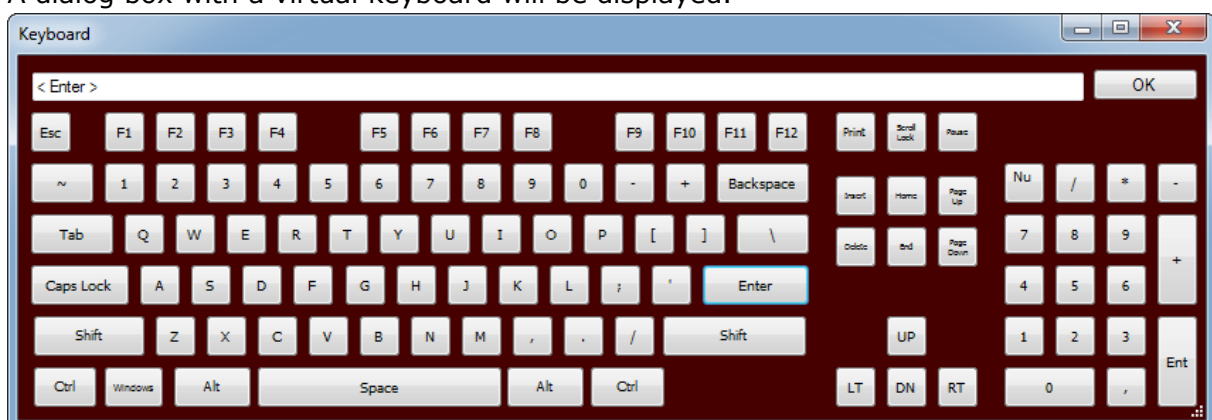 A dialog box with a virtual keyboard will be displayed.
Keyboard
< Enter > OK
Esc F1 F2 F3 F4 F5 F6 F7 F8 F9 F10 F11 F12 Print Scroll Lock Pause
~ 1 2 3 4 5 6 7 8 9 0 - + Backspace Insert Home Page Up Nu / * -
Tab Q W E R T Y U I O P [ ] \ Delete End Page Down 7 8 9 +
Caps Lock A S D F G H J K L ; ' Enter 4 5 6
Shift Z X C V B N M , . / Shift UP 1 2 3 Ent
Ctrl Windows Alt Space Alt Ctrl LT DN RT 0 ,